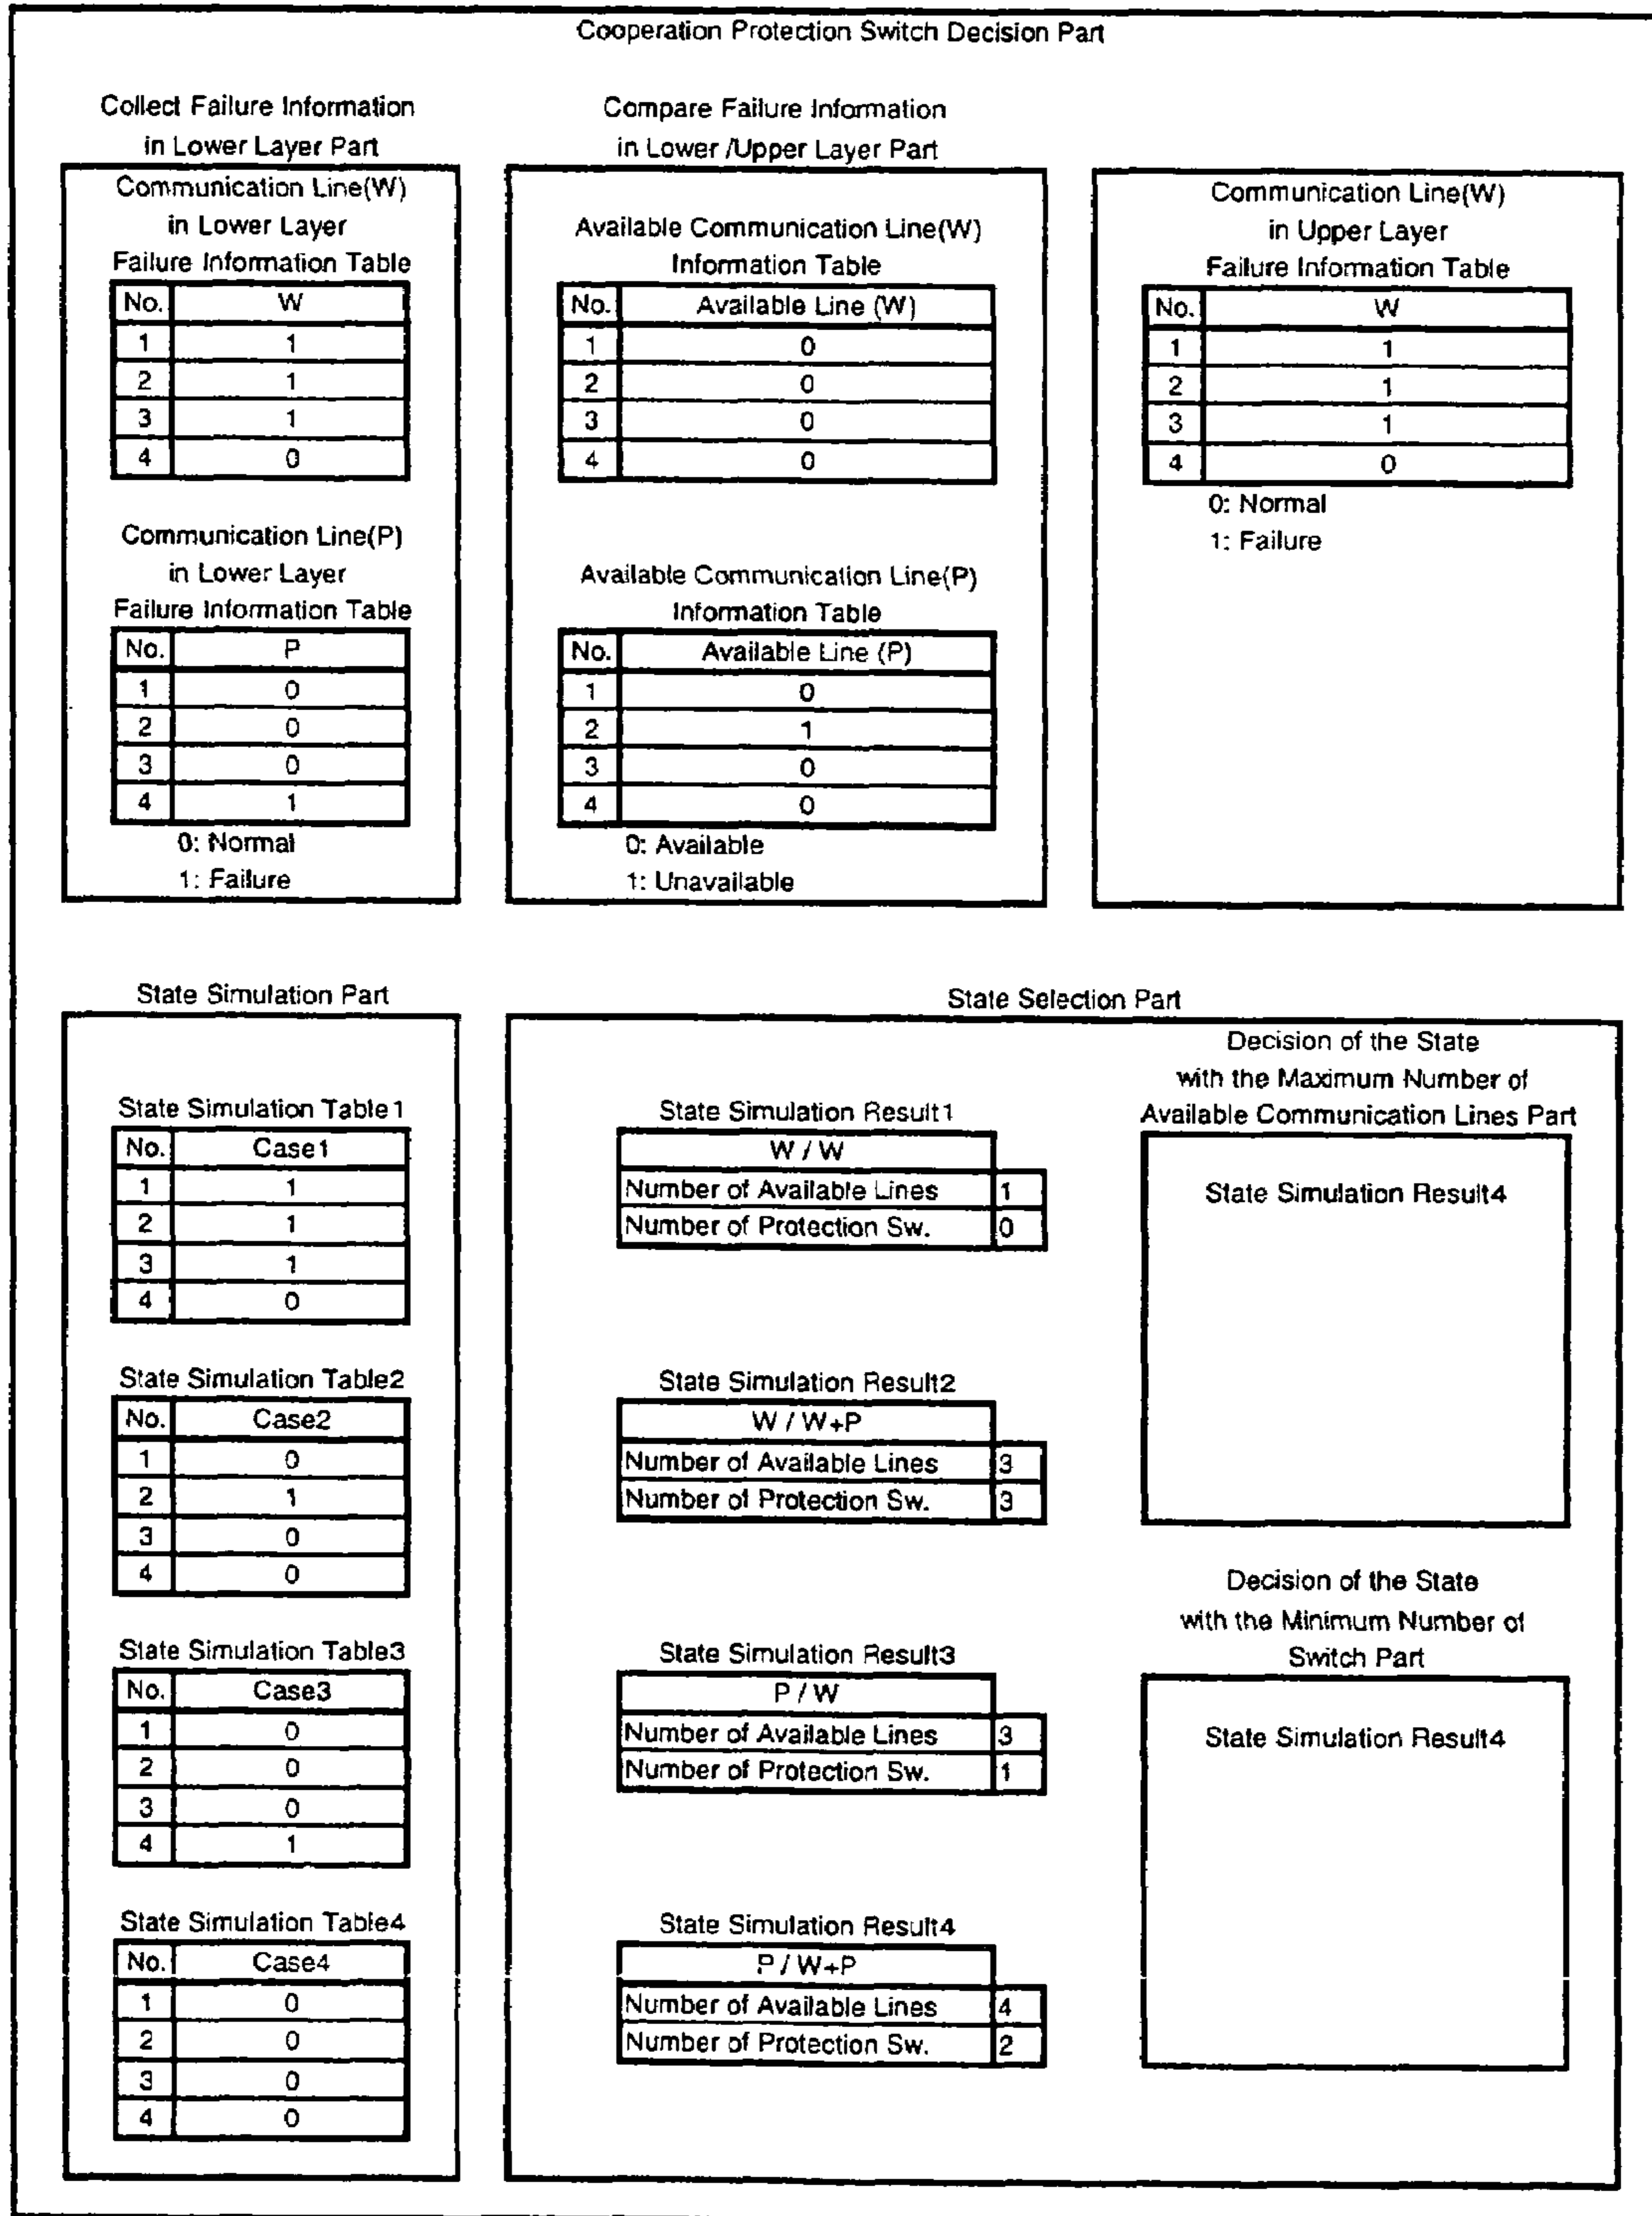 Cooperation Protection Switch Decision Part
Collect Failure Information
in Lower Layer Part
Communication Line(W)
in Lower Layer
Failure Information Table
No. W
1 1
2 1
3 1
4 0
Communication Line(P)
in Lower Layer
Failure Information Table
No. P
1 0
2 0
3 0
4 1
0: Normal
1: Failure
Compare Failure Information
in Lower /Upper Layer Part
Available Communication Line(W)
Information Table
No. Available Line (W)
1 0
2 0
3 0
4 0
Available Communication Line(P)
Information Table
No. Available Line (P)
1 0
2 1
3 0
4 0
0: Available
1: Unavailable
Communication Line(W)
in Upper Layer
Failure Information Table
No. W
1 1
2 1
3 1
4 0
0: Normal
1: Failure
State Simulation Part
State Simulation Table1
No. Case1
1 1
2 1
3 1
4 0
State Simulation Table2
No. Case2
1 0
2 1
3 0
4 0
State Simulation Table3
No. Case3
1 0
2 0
3 0
4 1
State Simulation Table4
No. Case4
1 0
2 0
3 0
4 0
State Selection Part
State Simulation Result1
W / W
Number of Available Lines 1
Number of Protection Sw. 0
State Simulation Result2
W / W+P
Number of Available Lines 3
Number of Protection Sw. 3
State Simulation Result3
P / W
Number of Available Lines 3
Number of Protection Sw. 1
State Simulation Result4
P / W+P
Number of Available Lines 4
Number of Protection Sw. 2
Decision of the State
with the Maximum Number of
Available Communication Lines Part
State Simulation Result4
Decision of the State
with the Minimum Number of
Switch Part
State Simulation Result4